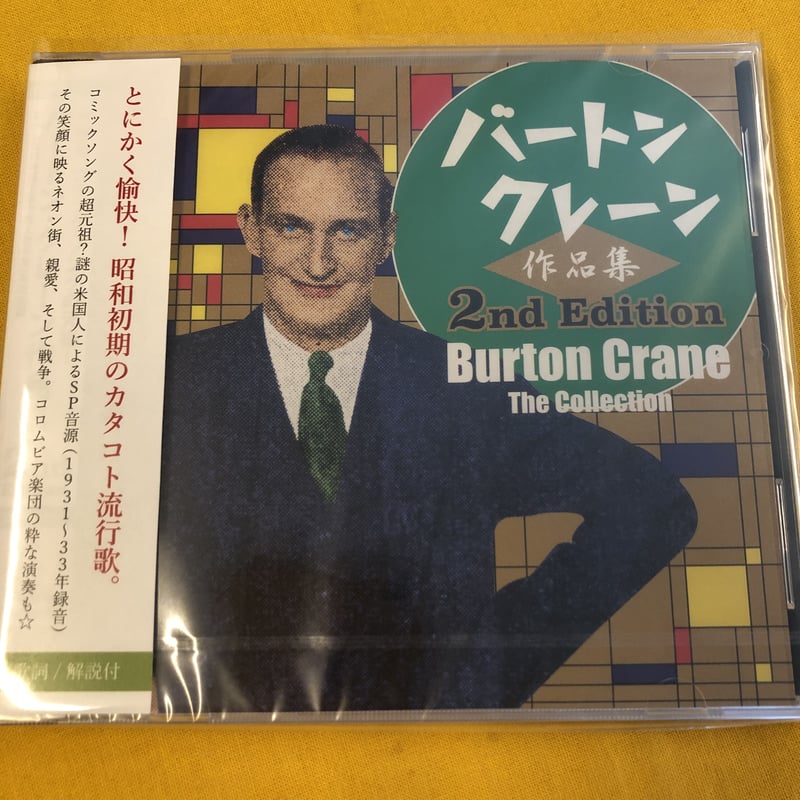 とにかく愉快！昭和初期のカタコト流行歌。
コミックソングの超元祖？謎の米国人によるSP音源（1931～33年録音）
その笑顔に映るネオン街、親愛、そして戦争。コロムビア楽団の粋な演奏も☆
歌詞/解説付
バートン
クレーン
作品集
2nd Edition
Burton Crane
The Collection